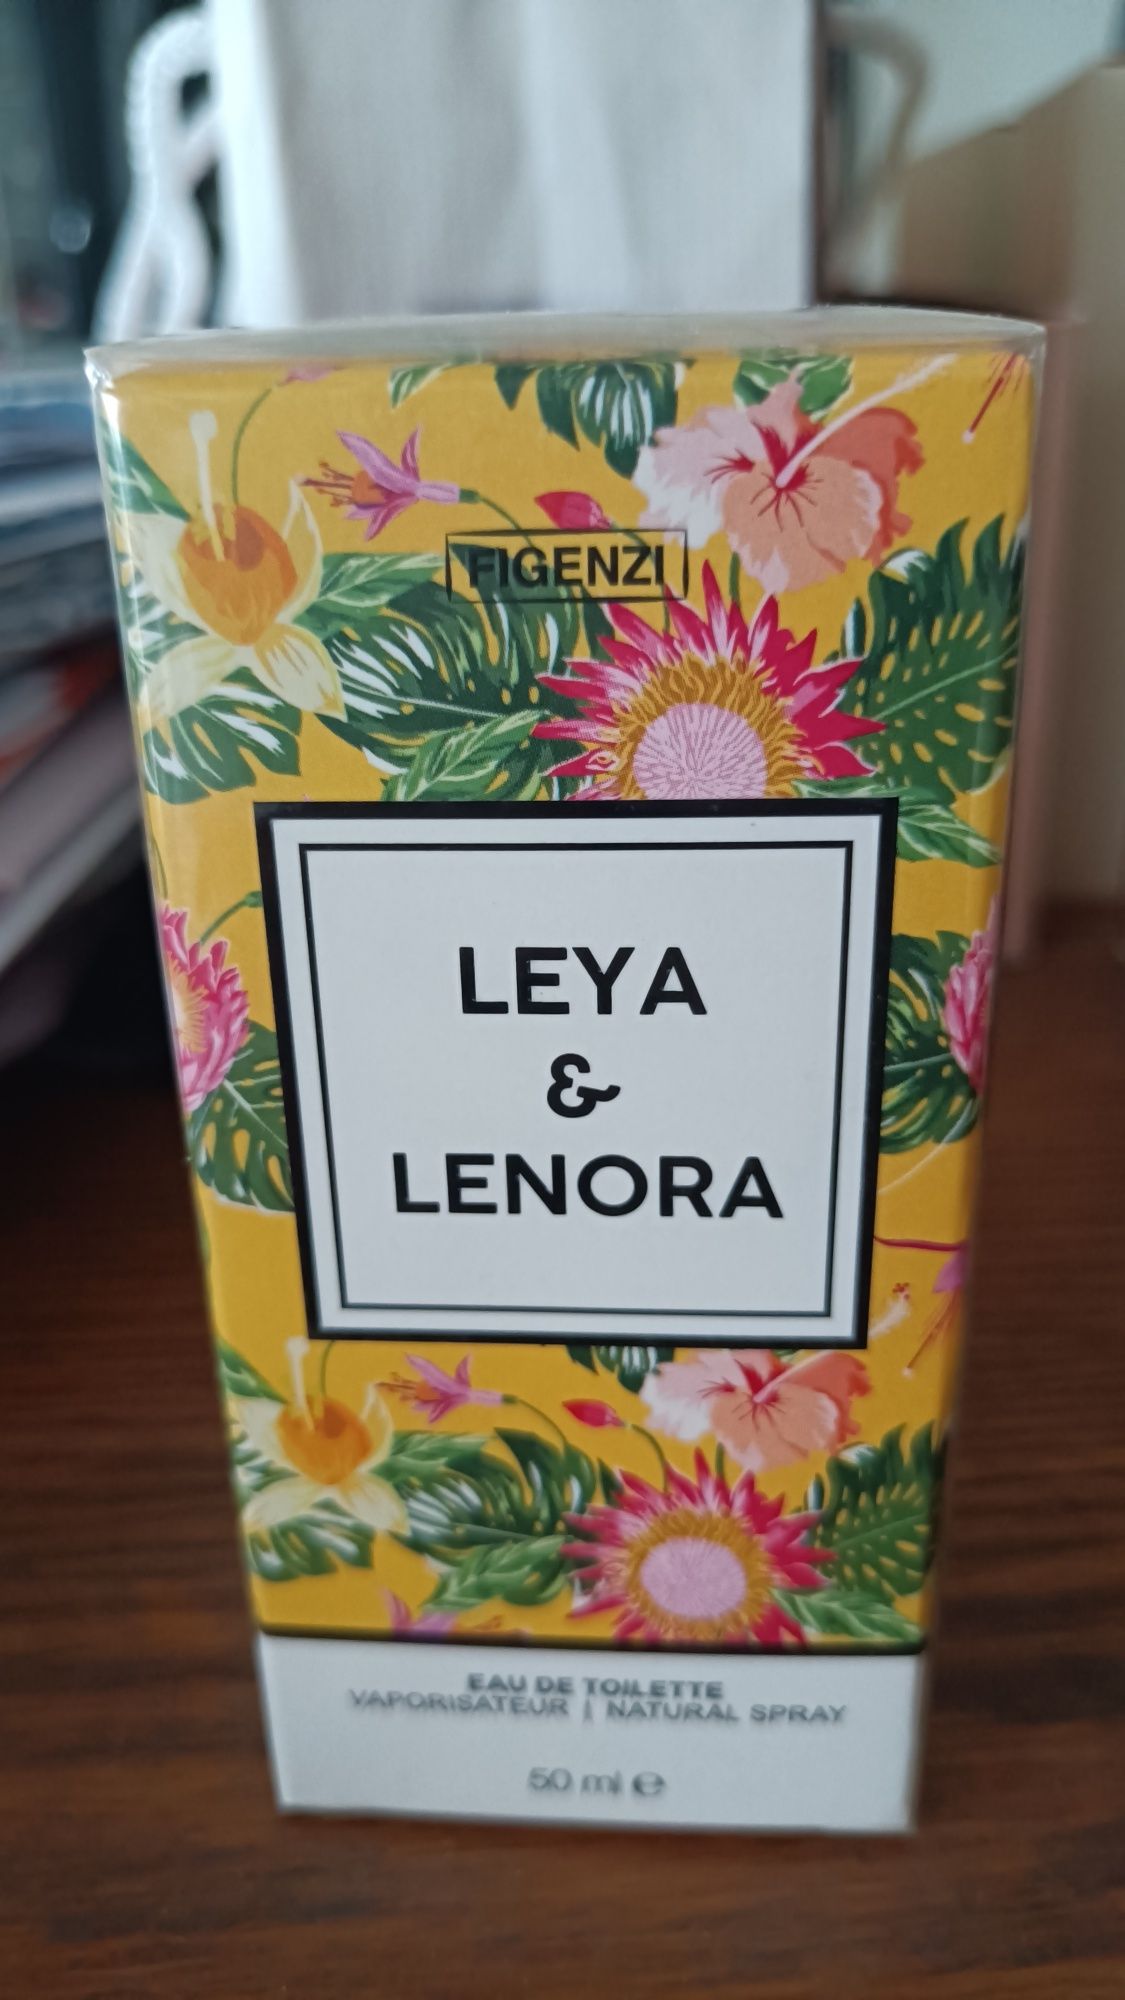 FIGENZI
LEYA
&
LENORA
EAU DE TOILETTE
VAPORISATEUR | NATURAL SPRAY
50 ml ℮